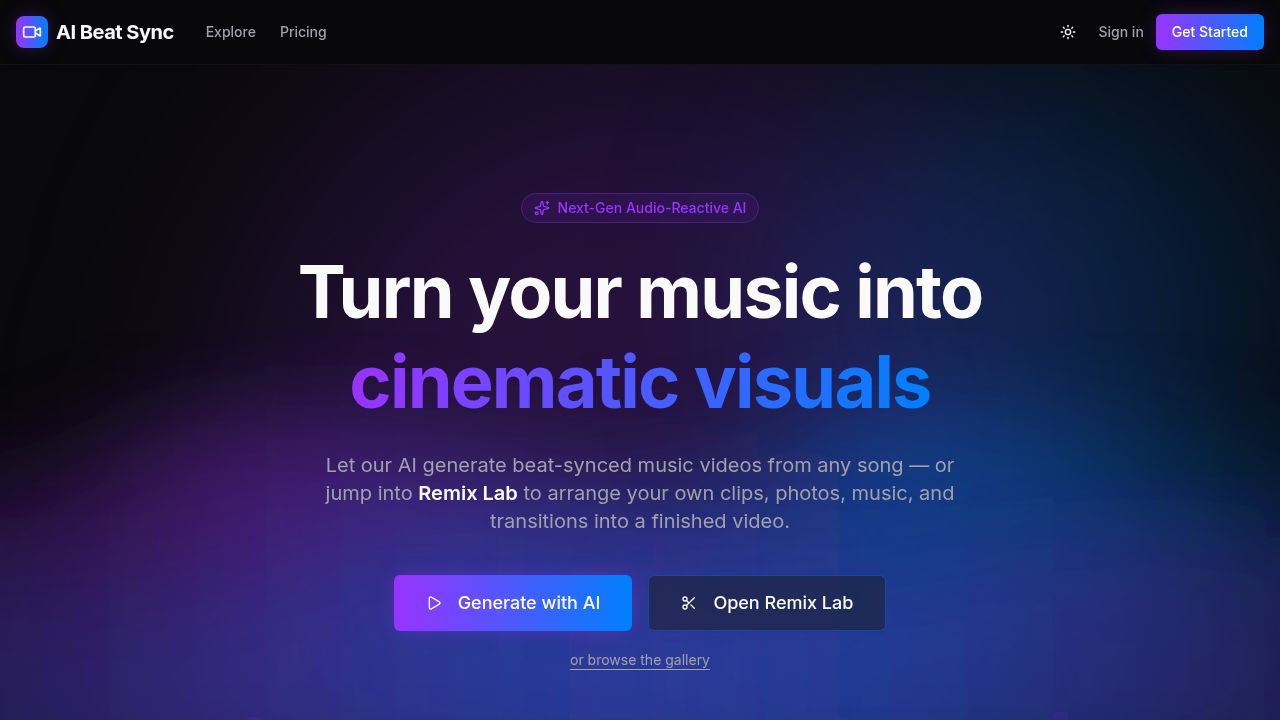 AI Beat Sync
Explore
Pricing
Sign in
Get Started
Next-Gen Audio-Reactive AI
Turn your music into
cinematic visuals
Let our AI generate beat-synced music videos from any song — or
jump into Remix Lab to arrange your own clips, photos, music, and
transitions into a finished video.
Generate with AI
Open Remix Lab
or browse the gallery